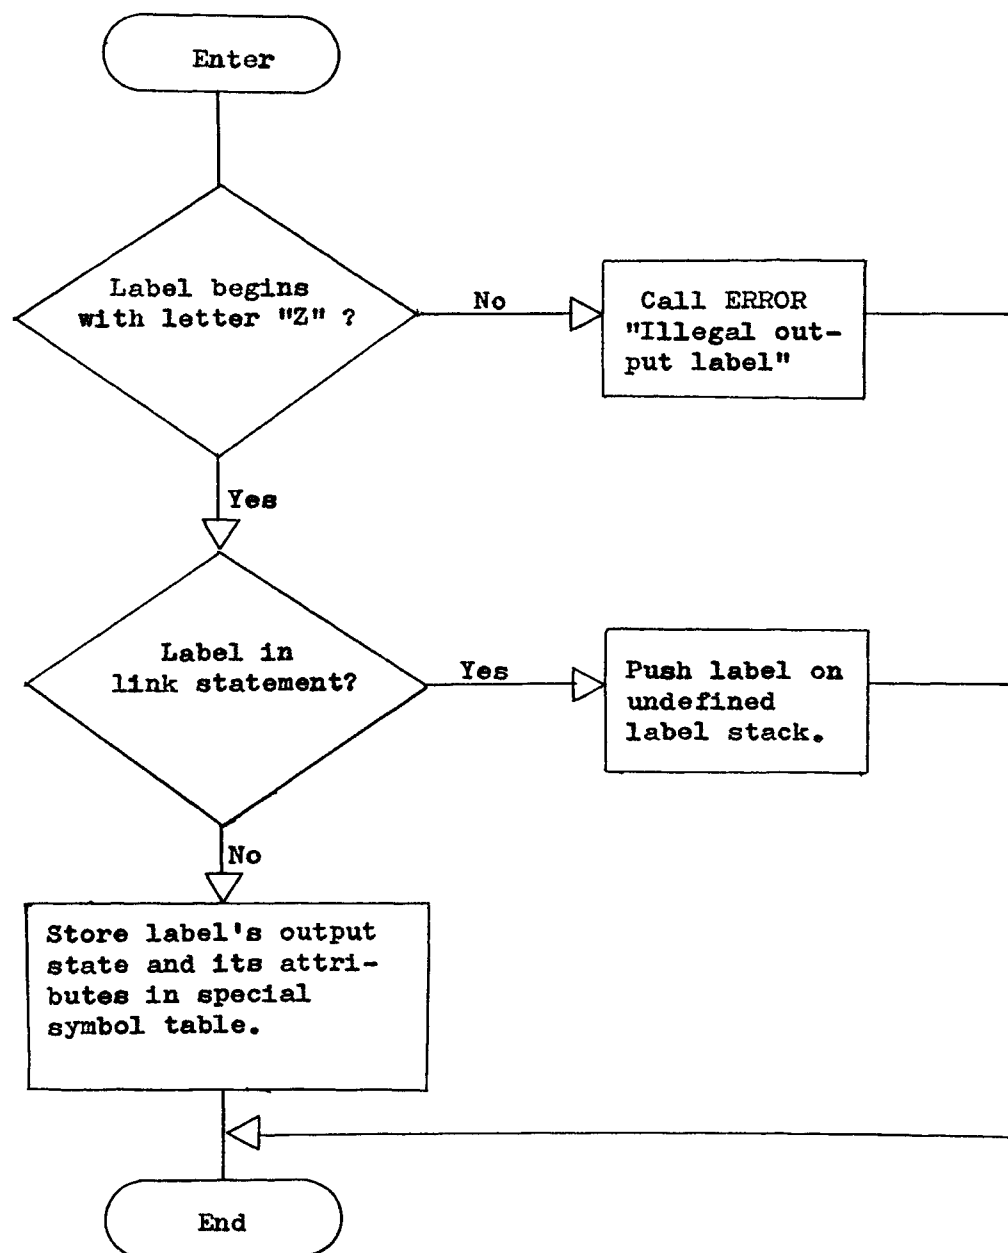 Enter
Label begins
with letter "Z" ?
No
Call ERROR
"Illegal out-
put label"
Yes
Label in
link statement?
Yes
Push label on
undefined
label stack.
No
Store label's output
state and its attri-
butes in special
symbol table.
End